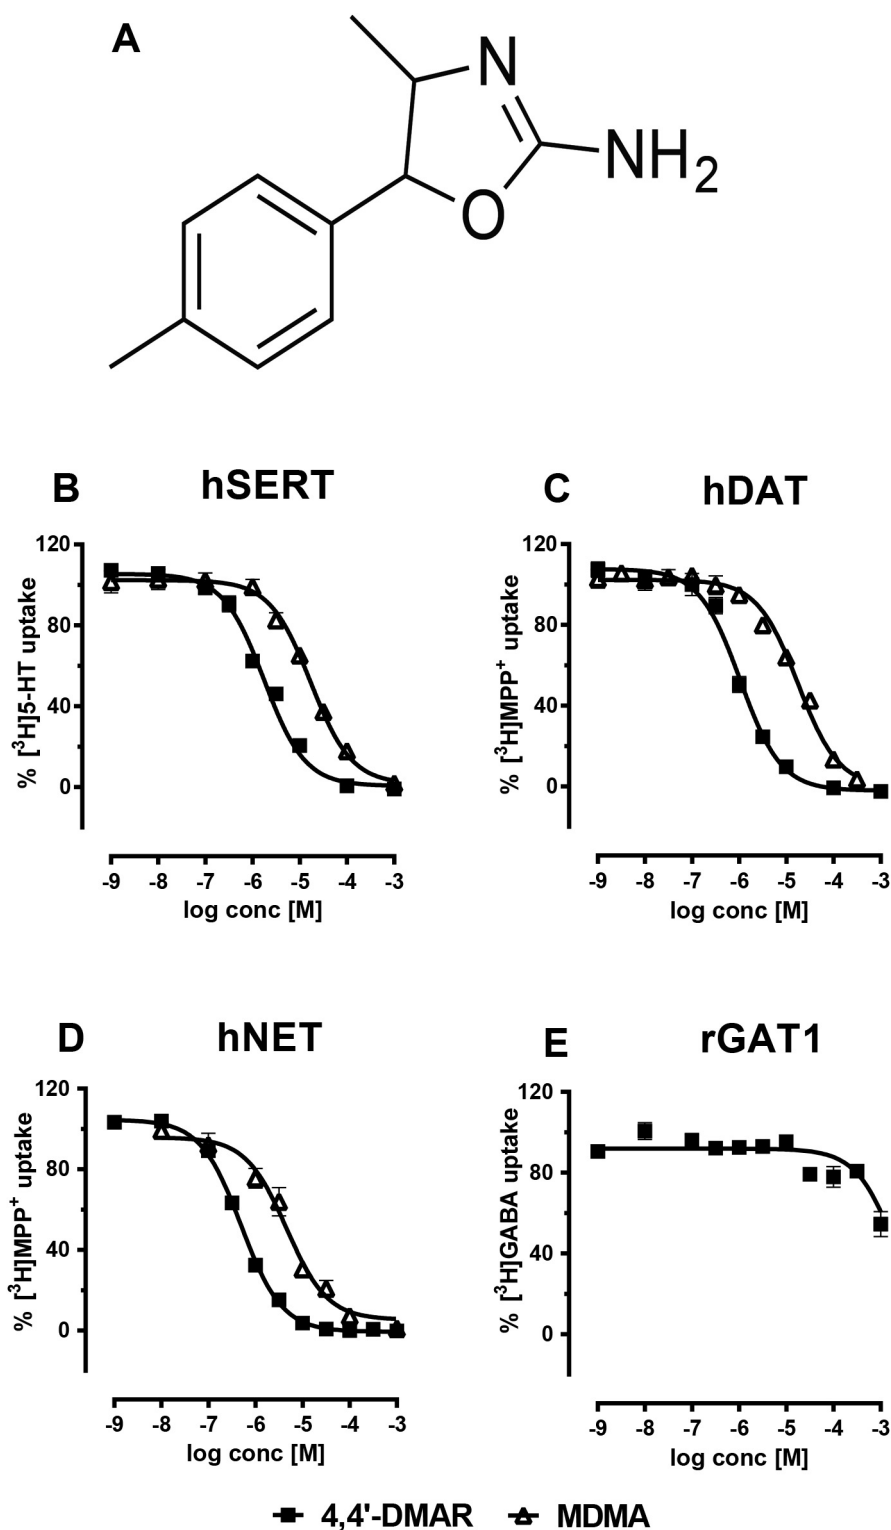 A
N
NH₂
O
B hSERT
% [³H]5-HT uptake
120
80
40
0
-9 -8 -7 -6 -5 -4 -3
log conc [M]
C hDAT
% [³H]MPP⁺ uptake
120
80
40
0
-9 -8 -7 -6 -5 -4 -3
log conc [M]
D hNET
% [³H]MPP⁺ uptake
120
80
40
0
-9 -8 -7 -6 -5 -4 -3
log conc [M]
E rGAT1
% [³H]GABA uptake
120
80
40
0
-9 -8 -7 -6 -5 -4 -3
log conc [M]
4,4'-DMAR MDMA